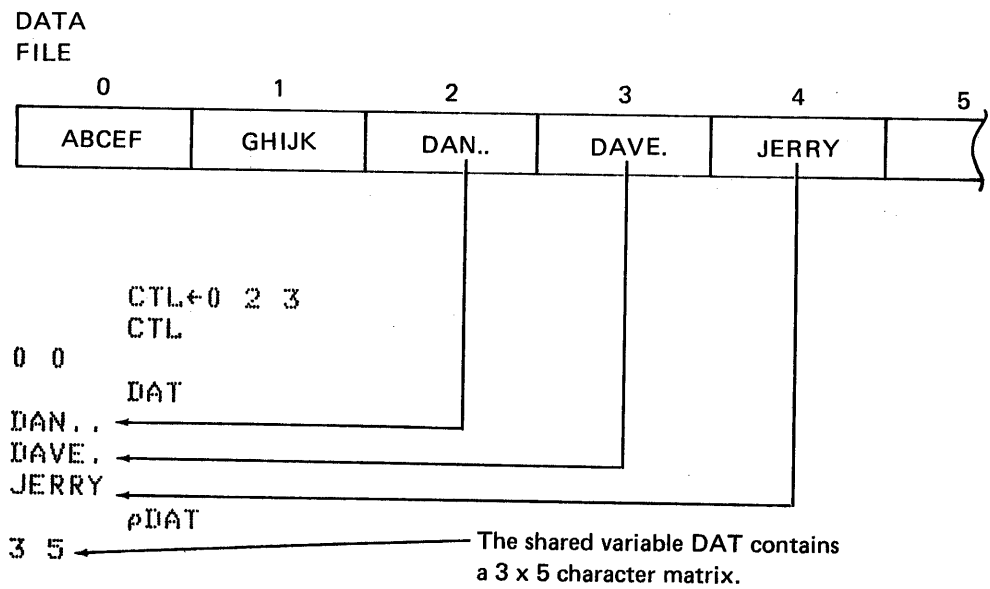 DATA
FILE
0 1 2 3 4 5
ABCEF GHIJK DAN.. DAVE. JERRY
CTL←0 2 3
CTL
0 0
DAT
DAN..
DAVE.
JERRY
⍴DAT
3 5
The shared variable DAT contains
a 3 x 5 character matrix.